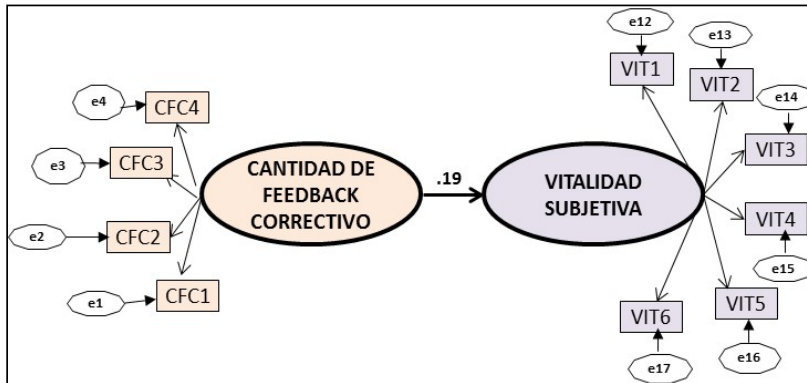 e12
e13
VIT1
VIT2
e14
e4
CFC4
VIT3
e3
CFC3
CANTIDAD DE
FEEDBACK
CORRECTIVO
.19
VITALIDAD
SUBJETIVA
e2
CFC2
VIT4
e15
e1
CFC1
VIT6
VIT5
e17
e16